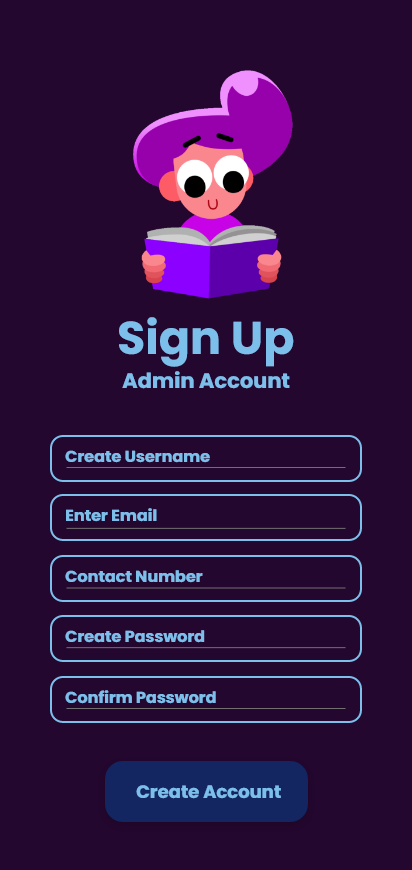 Sign Up
Admin Account
Create Username
Enter Email
Contact Number
Create Password
Confirm Password
Create Account